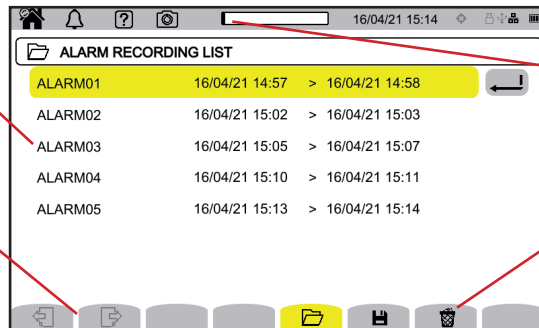 ? 16/04/21 15:14
ALARM RECORDING LIST
ALARM01 16/04/21 14:57 > 16/04/21 14:58
ALARM02 16/04/21 15:02 > 16/04/21 15:03
ALARM03 16/04/21 15:05 > 16/04/21 15:07
ALARM04 16/04/21 15:10 > 16/04/21 15:11
ALARM05 16/04/21 15:13 > 16/04/21 15:14